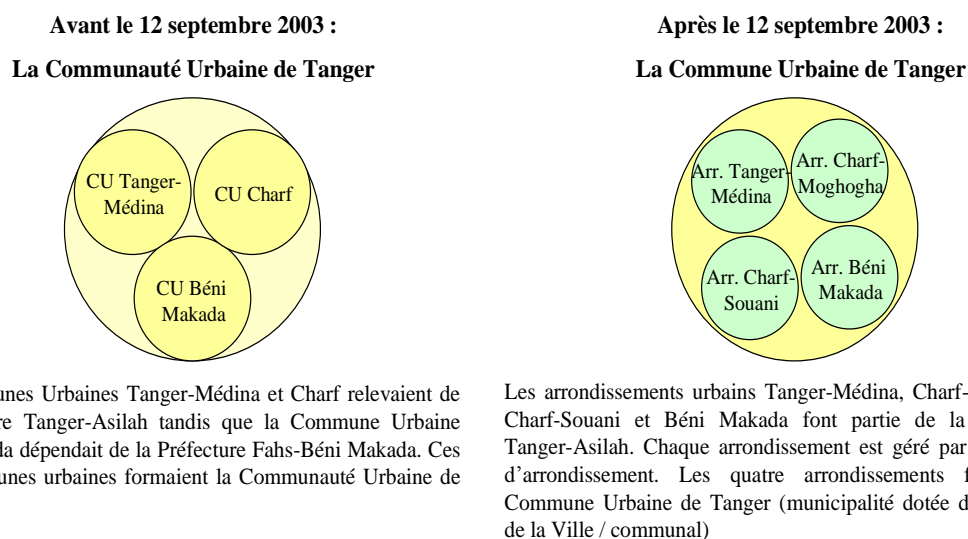 Avant le 12 septembre 2003 :
La Communauté Urbaine de Tanger
CU Tanger-
Médina
CU Charf
CU Béni
Makada
unes Urbaines Tanger-Médina et Charf relevaient de
re Tanger-Asilah tandis que la Commune Urbaine
da dépendait de la Préfecture Fahs-Béni Makada. Ces
unes urbaines formaient la Communauté Urbaine de
Après le 12 septembre 2003 :
La Commune Urbaine de Tanger
Arr. Tanger-
Médina
Arr. Charf-
Moghogha
Arr. Charf-
Souani
Arr. Béni
Makada
Les arrondissements urbains Tanger-Médina, Charf-
Charf-Souani et Béni Makada font partie de la
Tanger-Asilah. Chaque arrondissement est géré par
d’arrondissement. Les quatre arrondissements f
Commune Urbaine de Tanger (municipalité dotée d
de la Ville / communal)